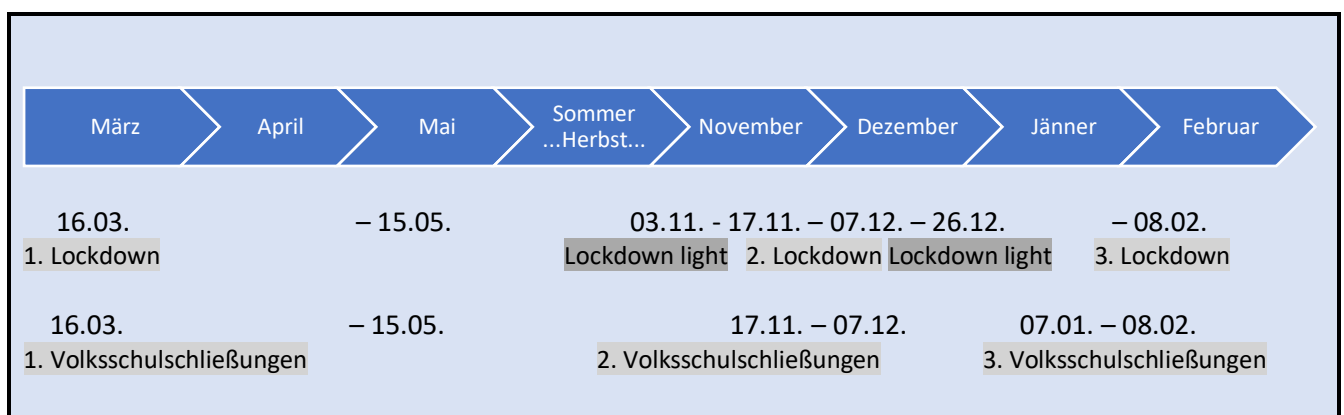 März April Mai Sommer ...Herbst... November Dezember Jänner Februar
16.03. – 15.05. 03.11. - 17.11. – 07.12. – 26.12. – 08.02.
1. Lockdown Lockdown light 2. Lockdown Lockdown light 3. Lockdown
16.03. – 15.05. 17.11. – 07.12. 07.01. – 08.02.
1. Volksschulschließungen 2. Volksschulschließungen 3. Volksschulschließungen